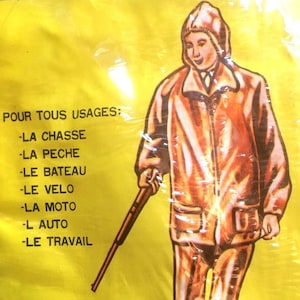 POUR TOUS USAGES:
-LA CHASSE
-LA PECHE
-LE BATEAU
-LE VELO
-LA MOTO
-L AUTO
-LE TRAVAIL